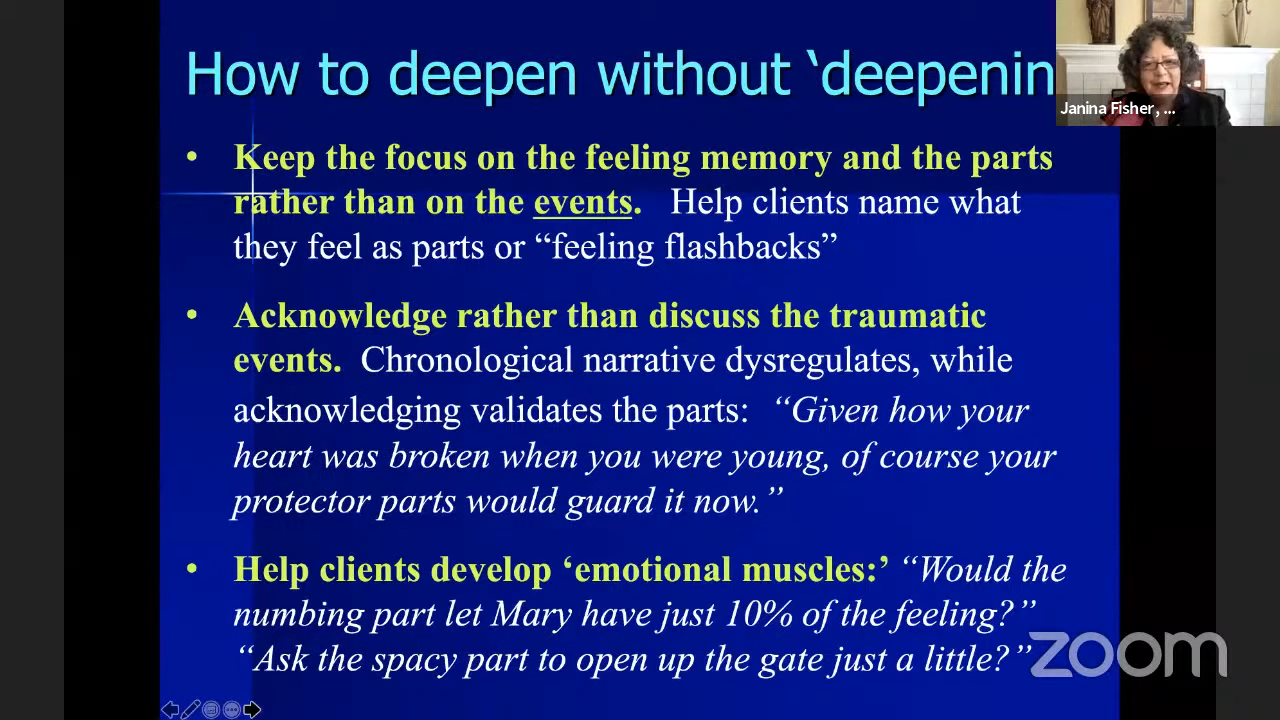 How to deepen without ‘deepenin
Janina Fisher, ...
• Keep the focus on the feeling memory and the parts
rather than on the events. Help clients name what
they feel as parts or “feeling flashbacks”
• Acknowledge rather than discuss the traumatic
events. Chronological narrative dysregulates, while
acknowledging validates the parts: “Given how your
heart was broken when you were young, of course your
protector parts would guard it now.”
• Help clients develop ‘emotional muscles:’ “Would the
numbing part let Mary have just 10% of the feeling?”
“Ask the spacy part to open up the gate just a little?”
zoom